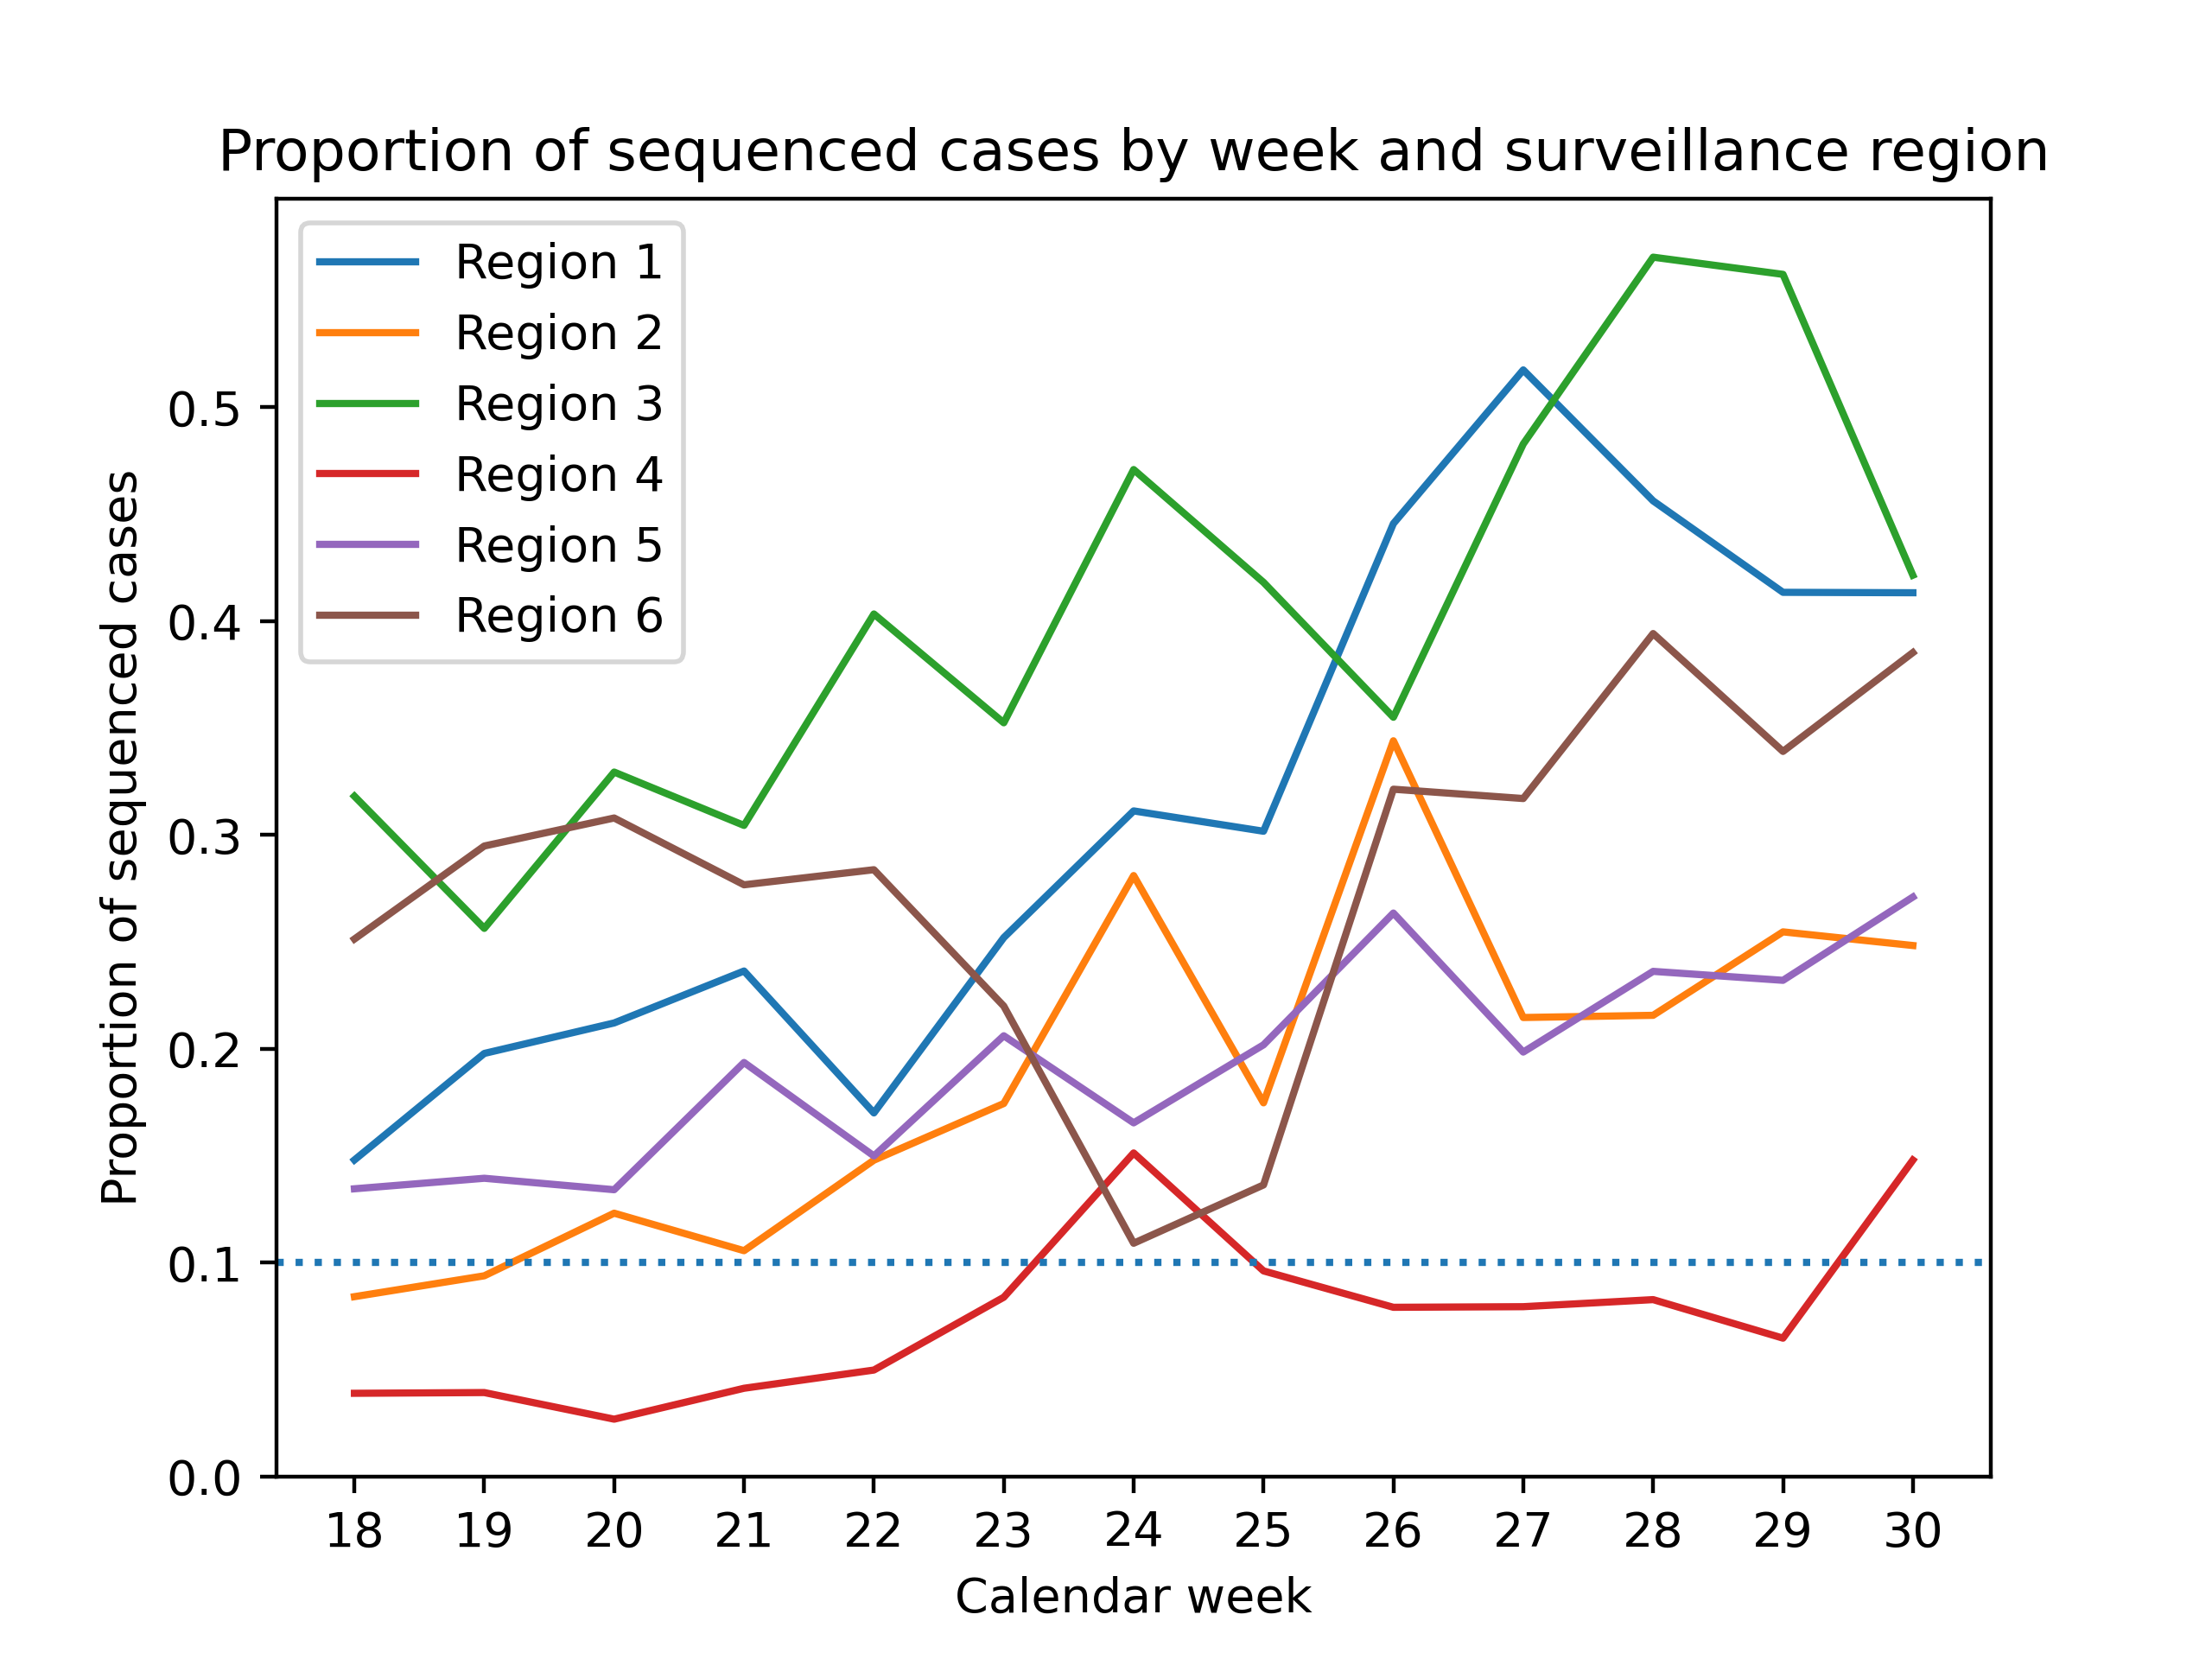 Proportion of sequenced cases by week and surveillance region
Region 1
Region 2
Region 3
Region 4
Region 5
Region 6
Proportion of sequenced cases
0.5
0.4
0.3
0.2
0.1
0.0
18 19 20 21 22 23 24 25 26 27 28 29 30
Calendar week